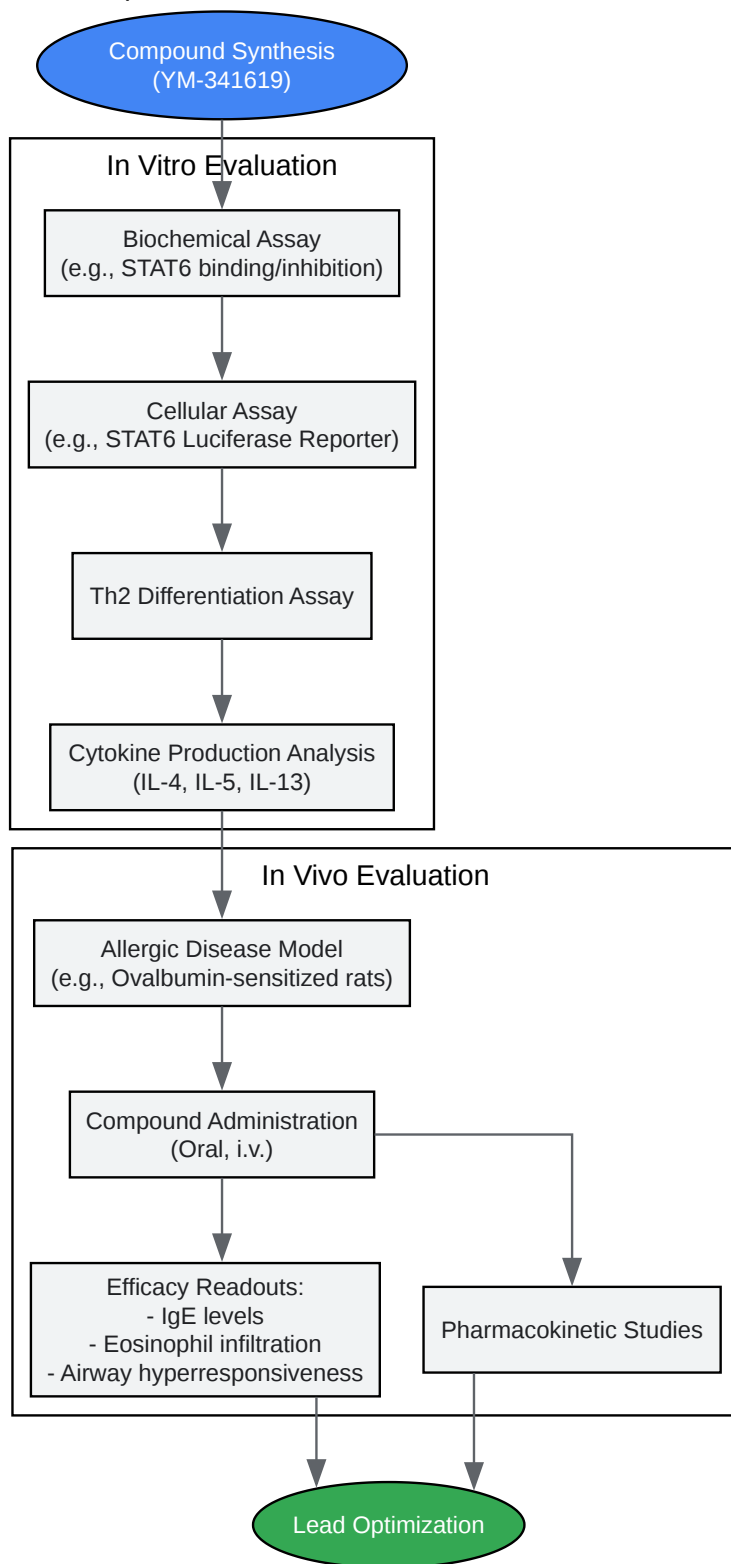 Compound Synthesis
(YM-341619)
In Vitro Evaluation
Biochemical Assay
(e.g., STAT6 binding/inhibition)
Cellular Assay
(e.g., STAT6 Luciferase Reporter)
Th2 Differentiation Assay
Cytokine Production Analysis
(IL-4, IL-5, IL-13)
In Vivo Evaluation
Allergic Disease Model
(e.g., Ovalbumin-sensitized rats)
Compound Administration
(Oral, i.v.)
Efficacy Readouts:
- IgE levels
- Eosinophil infiltration
- Airway hyperresponsiveness
Pharmacokinetic Studies
Lead Optimization